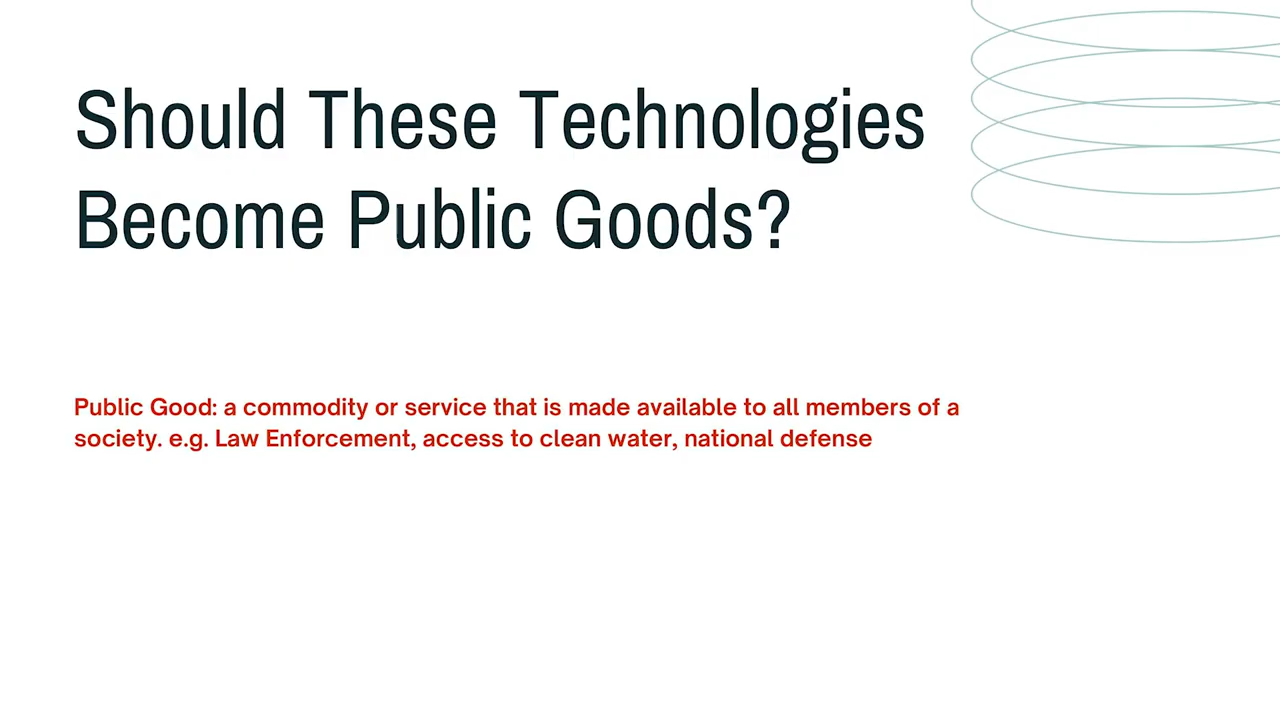 Should These Technologies
Become Public Goods?
Public Good: a commodity or service that is made available to all members of a
society. e.g. Law Enforcement, access to clean water, national defense